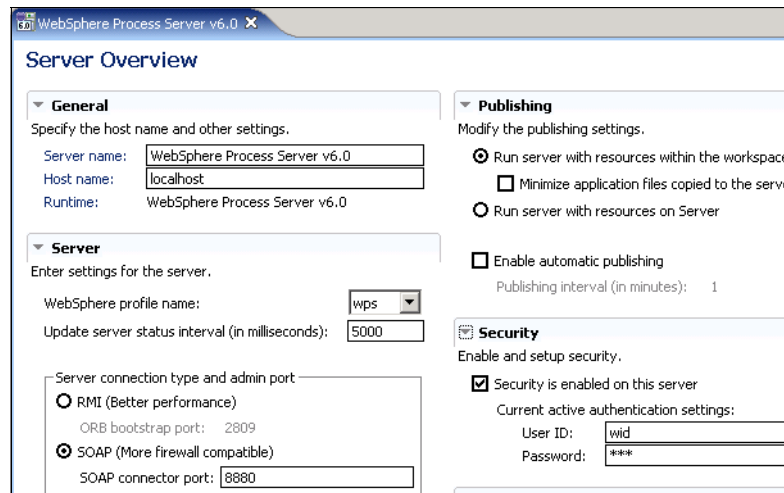 WebSphere Process Server v6.0
Server Overview
General
Specify the host name and other settings.
Server name: WebSphere Process Server v6.0
Host name: localhost
Runtime: WebSphere Process Server v6.0
Server
Enter settings for the server.
WebSphere profile name: wps
Update server status interval (in milliseconds): 5000
Server connection type and admin port
RMI (Better performance)
ORB bootstrap port: 2809
SOAP (More firewall compatible)
SOAP connector port: 8880
Publishing
Modify the publishing settings.
Run server with resources within the workspace
Minimize application files copied to the serv
Run server with resources on Server
Enable automatic publishing
Publishing interval (in minutes): 1
Security
Enable and setup security.
Security is enabled on this server
Current active authentication settings:
User ID: wid
Password: ***